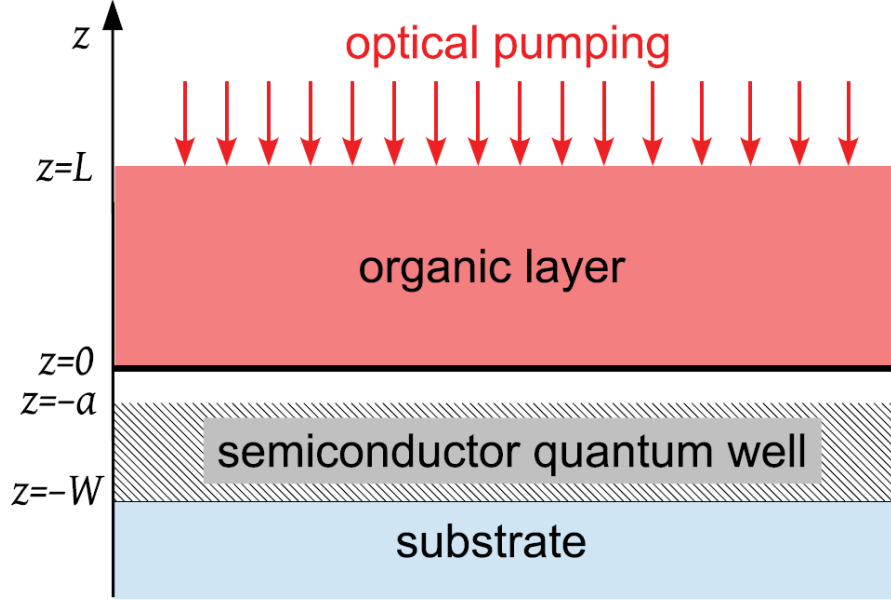 z
optical pumping
z=L
organic layer
z=0
z=-a
semiconductor quantum well
z=-W
substrate